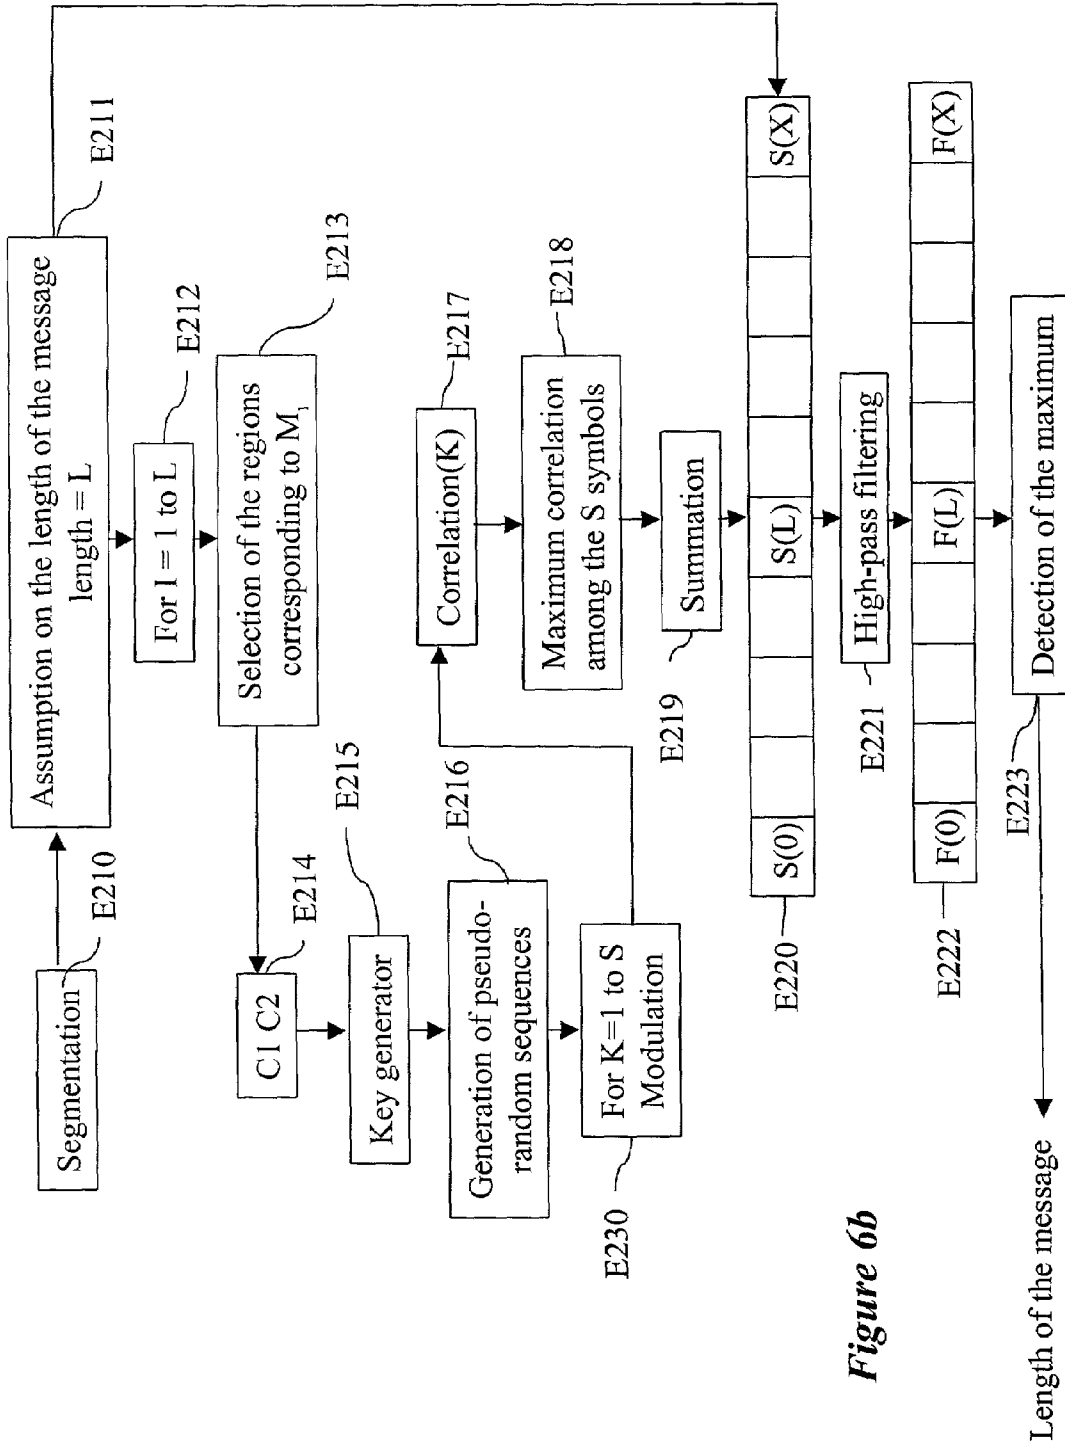 Segmentation
E210
Assumption on the length of the message
length = L
E211
For I = 1 to L
E212
Selection of the regions
corresponding to M₁
E213
C1 C2
E214
Key generator
E215
Generation of pseudo-
random sequences
E216
For K=1 to S
Modulation
E230
Correlation(K)
E217
Maximum correlation
among the S symbols
E218
Summation
E219
S(0)
S(L)
S(X)
E220
High-pass filtering
E221
F(0)
F(L)
F(X)
E222
Detection of the maximum
E223
Length of the message
Figure 6b